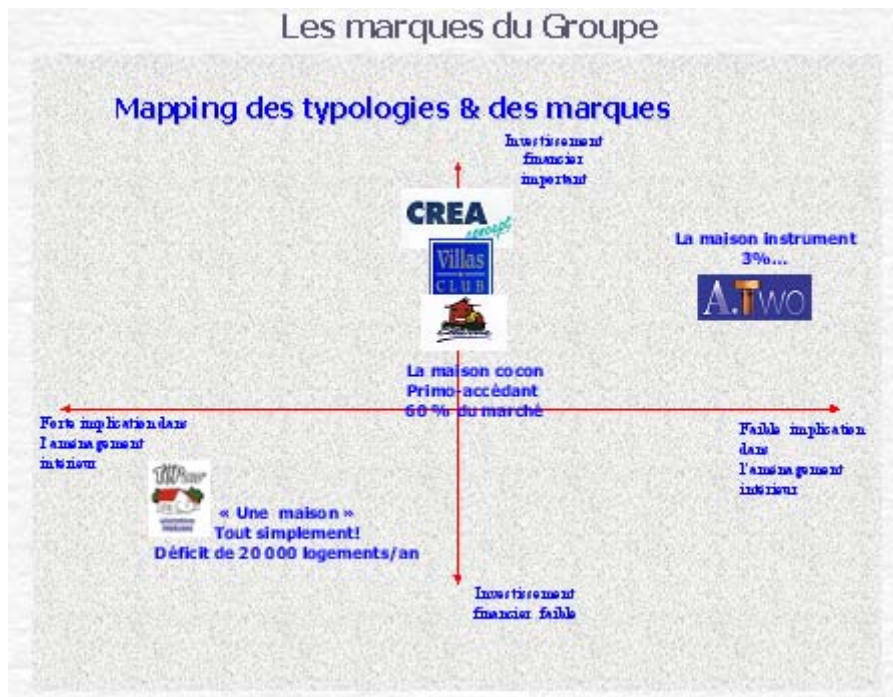 Les marques du Groupe
Mapping des typologies & des marques
Investissement
financier
important
CREA
concept
Villas
CLUB
La maison instrument
3%...
A.Two
La maison cocon
Primo-accèdant
60 % du marché
Forte implication dans
l'aménagement
intérieur
Faible implication
dans
l'aménagement
intérieur
« Une maison »
Tout simplement!
Déficit de 20 000 logements/an
Investissement
financier faible